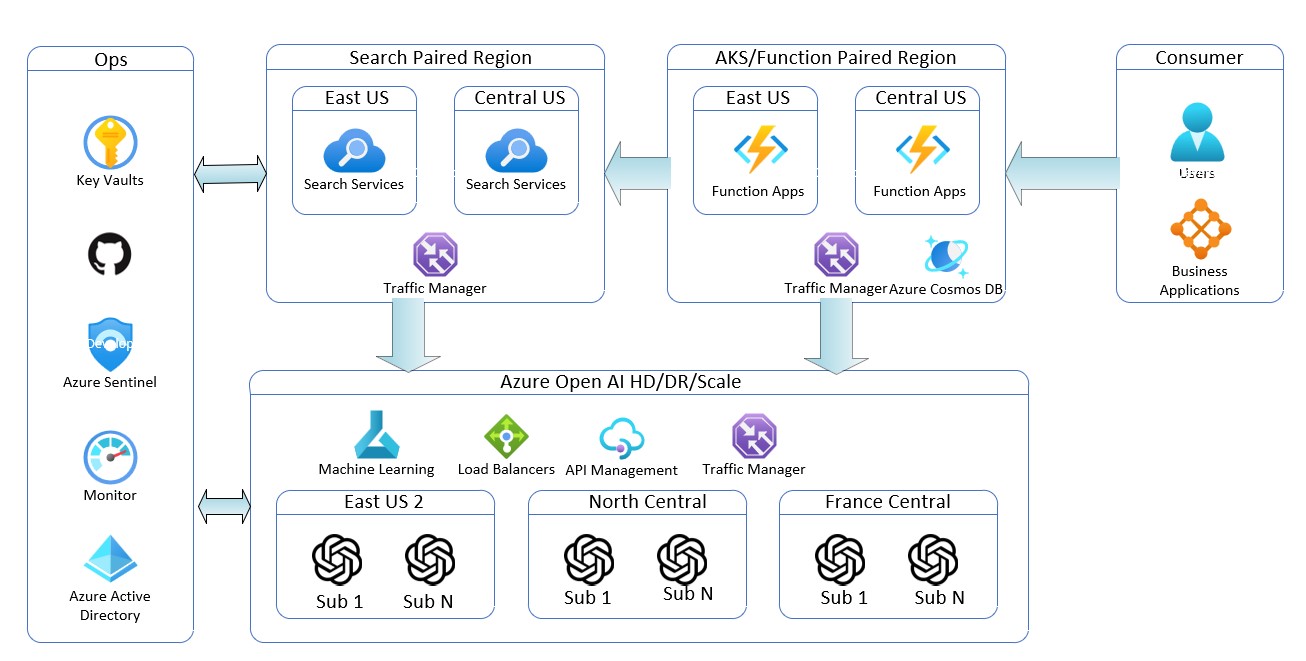 Ops
Key Vaults
Azure Sentinel
Monitor
Azure Active
Directory
Search Paired Region
East US
Search Services
Central US
Search Services
Traffic Manager
AKS/Function Paired Region
East US
Function Apps
Central US
Function Apps
Traffic Manager
Azure Cosmos DB
Consumer
Users
Business
Applications
Azure Open AI HD/DR/Scale
Machine Learning
Load Balancers
API Management
Traffic Manager
East US 2
Sub 1
Sub N
North Central
Sub 1
Sub N
France Central
Sub 1
Sub N